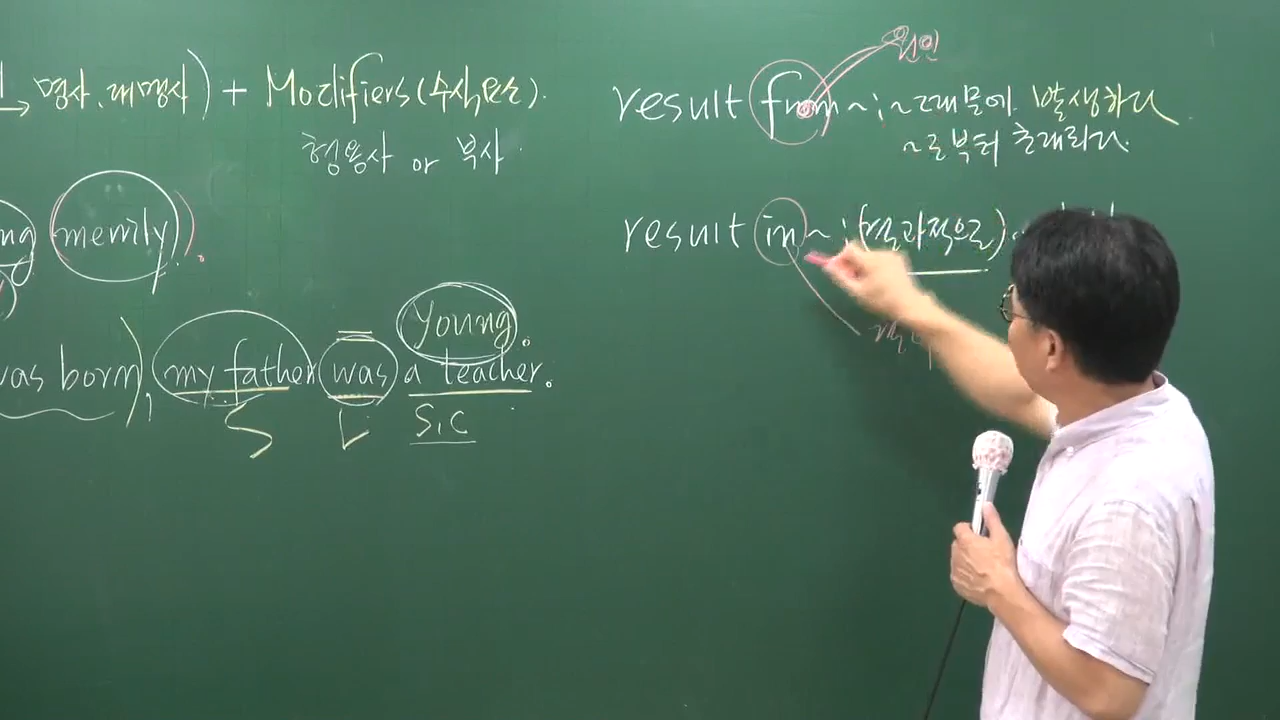 → 명사, 대명사) + Modifiers (수식요소).
형용사 or 부사.
merrily).
Young.
was born), my father was a teacher.
S
S.C
원인
result from ~ ; ~ 때문에 발생하다.
~로부터 초래하다.
result in ~ ; (결과적으로).